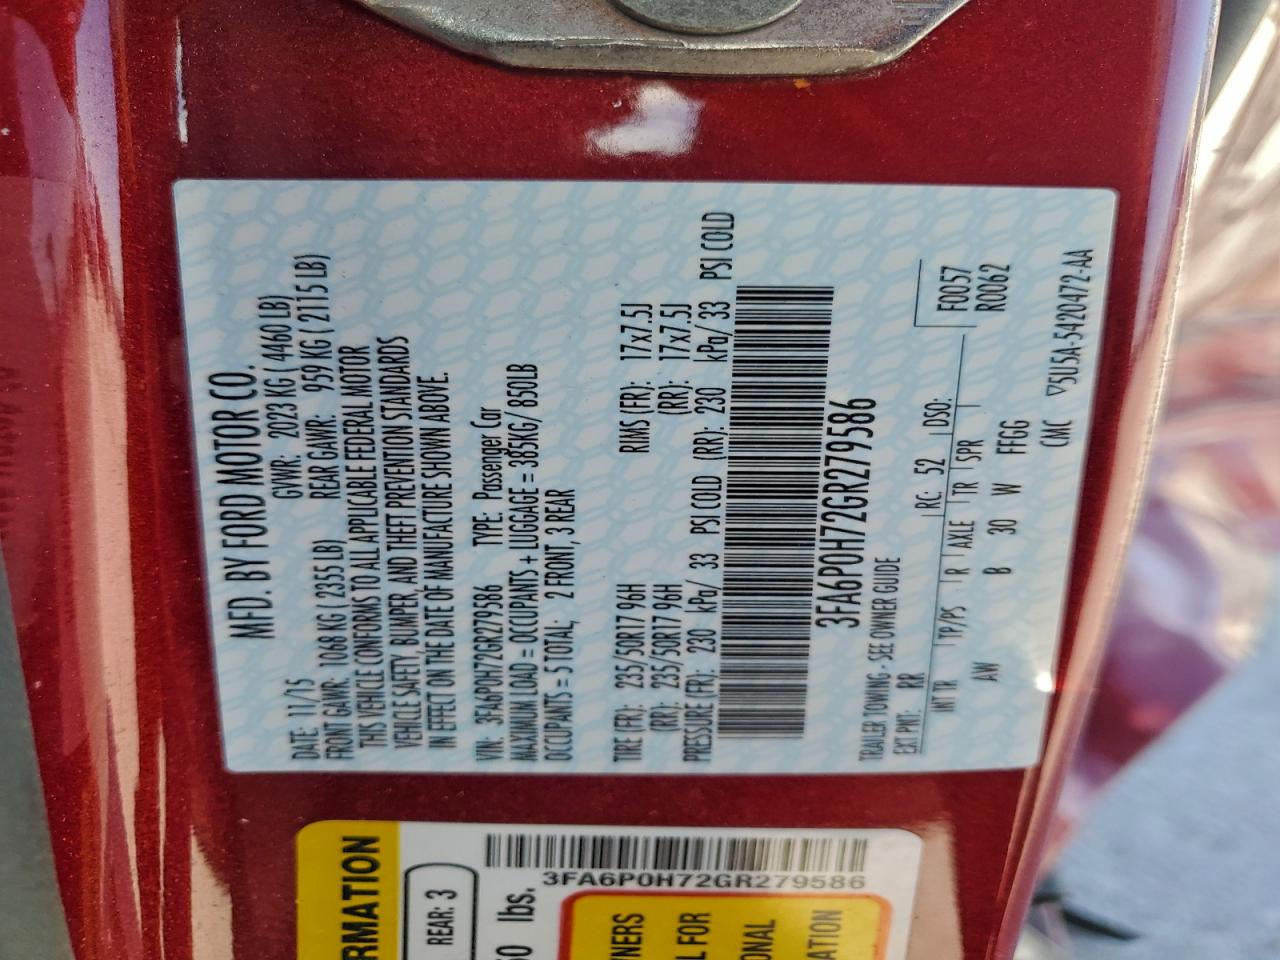 MFD. BY FORD MOTOR CO.
DATE: 11/15 GVWR: 2023 KG ( 4460 LB)
FRONT GAWR: 1068 KG ( 2355 LB) REAR GAWR: 959 KG ( 2115 LB)
THIS VEHICLE CONFORMS TO ALL APPLICABLE FEDERAL MOTOR
VEHICLE SAFETY, BUMPER, AND THEFT PREVENTION STANDARDS
IN EFFECT ON THE DATE OF MANUFACTURE SHOWN ABOVE.
VIN: 3FA6P0H72GR279586 TYPE: Passenger Car
MAXIMUM LOAD = OCCUPANTS + LUGGAGE = 385KG/ 850LB
OCCUPANTS = 5 TOTAL; 2 FRONT, 3 REAR
TIRE (FR): 235/50R17 96H RIMS (FR): 17x7.5J
(RR): 235/50R17 96H (RR): 17x7.5J
PRESSURE (FR): 230 kPa/ 33 PSI COLD (RR): 230 kPa/ 33 PSI COLD
3FA6P0H72GR279586
TRAILER TOWING - SEE OWNER GUIDE
EXT PNT: RR RC: 52 DSO: F0057
INT TR TP/PS R AXLE TR SPR R0062
AW B 30 W FFGG
CMC ▽5U5A-5420472-AA
RMATION
REAR: 3
lbs.
3FA6P0H72GR279586
WNERS
L FOR
ONAL
ATION